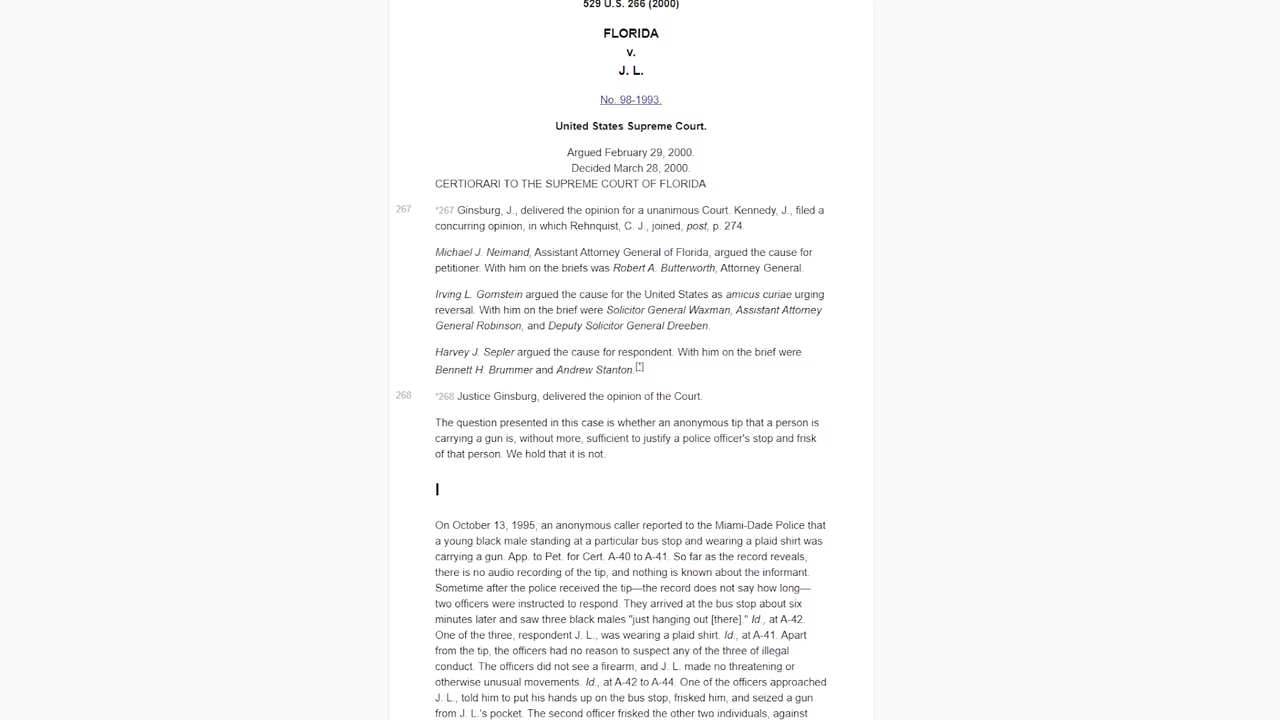 529 U.S. 266 (2000)
FLORIDA
v.
J. L.
No. 98-1993.
United States Supreme Court.
Argued February 29, 2000.
Decided March 28, 2000.
CERTIORARI TO THE SUPREME COURT OF FLORIDA
267 *267 Ginsburg, J., delivered the opinion for a unanimous Court. Kennedy, J., filed a
concurring opinion, in which Rehnquist, C. J., joined, post, p. 274.
Michael J. Neimand, Assistant Attorney General of Florida, argued the cause for
petitioner. With him on the briefs was Robert A. Butterworth, Attorney General.
Irving L. Gornstein argued the cause for the United States as amicus curiae urging
reversal. With him on the brief were Solicitor General Waxman, Assistant Attorney
General Robinson, and Deputy Solicitor General Dreeben.
Harvey J. Sepler argued the cause for respondent. With him on the brief were
Bennett H. Brummer and Andrew Stanton.[*]
268 *268 Justice Ginsburg, delivered the opinion of the Court.
The question presented in this case is whether an anonymous tip that a person is
carrying a gun is, without more, sufficient to justify a police officer's stop and frisk
of that person. We hold that it is not.
I
On October 13, 1995, an anonymous caller reported to the Miami-Dade Police that
a young black male standing at a particular bus stop and wearing a plaid shirt was
carrying a gun. App. to Pet. for Cert. A-40 to A-41. So far as the record reveals,
there is no audio recording of the tip, and nothing is known about the informant.
Sometime after the police received the tip—the record does not say how long—
two officers were instructed to respond. They arrived at the bus stop about six
minutes later and saw three black males "just hanging out [there]." Id., at A-42.
One of the three, respondent J. L., was wearing a plaid shirt. Id., at A-41. Apart
from the tip, the officers had no reason to suspect any of the three of illegal
conduct. The officers did not see a firearm, and J. L. made no threatening or
otherwise unusual movements. Id., at A-42 to A-44. One of the officers approached
J. L., told him to put his hands up on the bus stop, frisked him, and seized a gun
from J. L.'s pocket. The second officer frisked the other two individuals, against